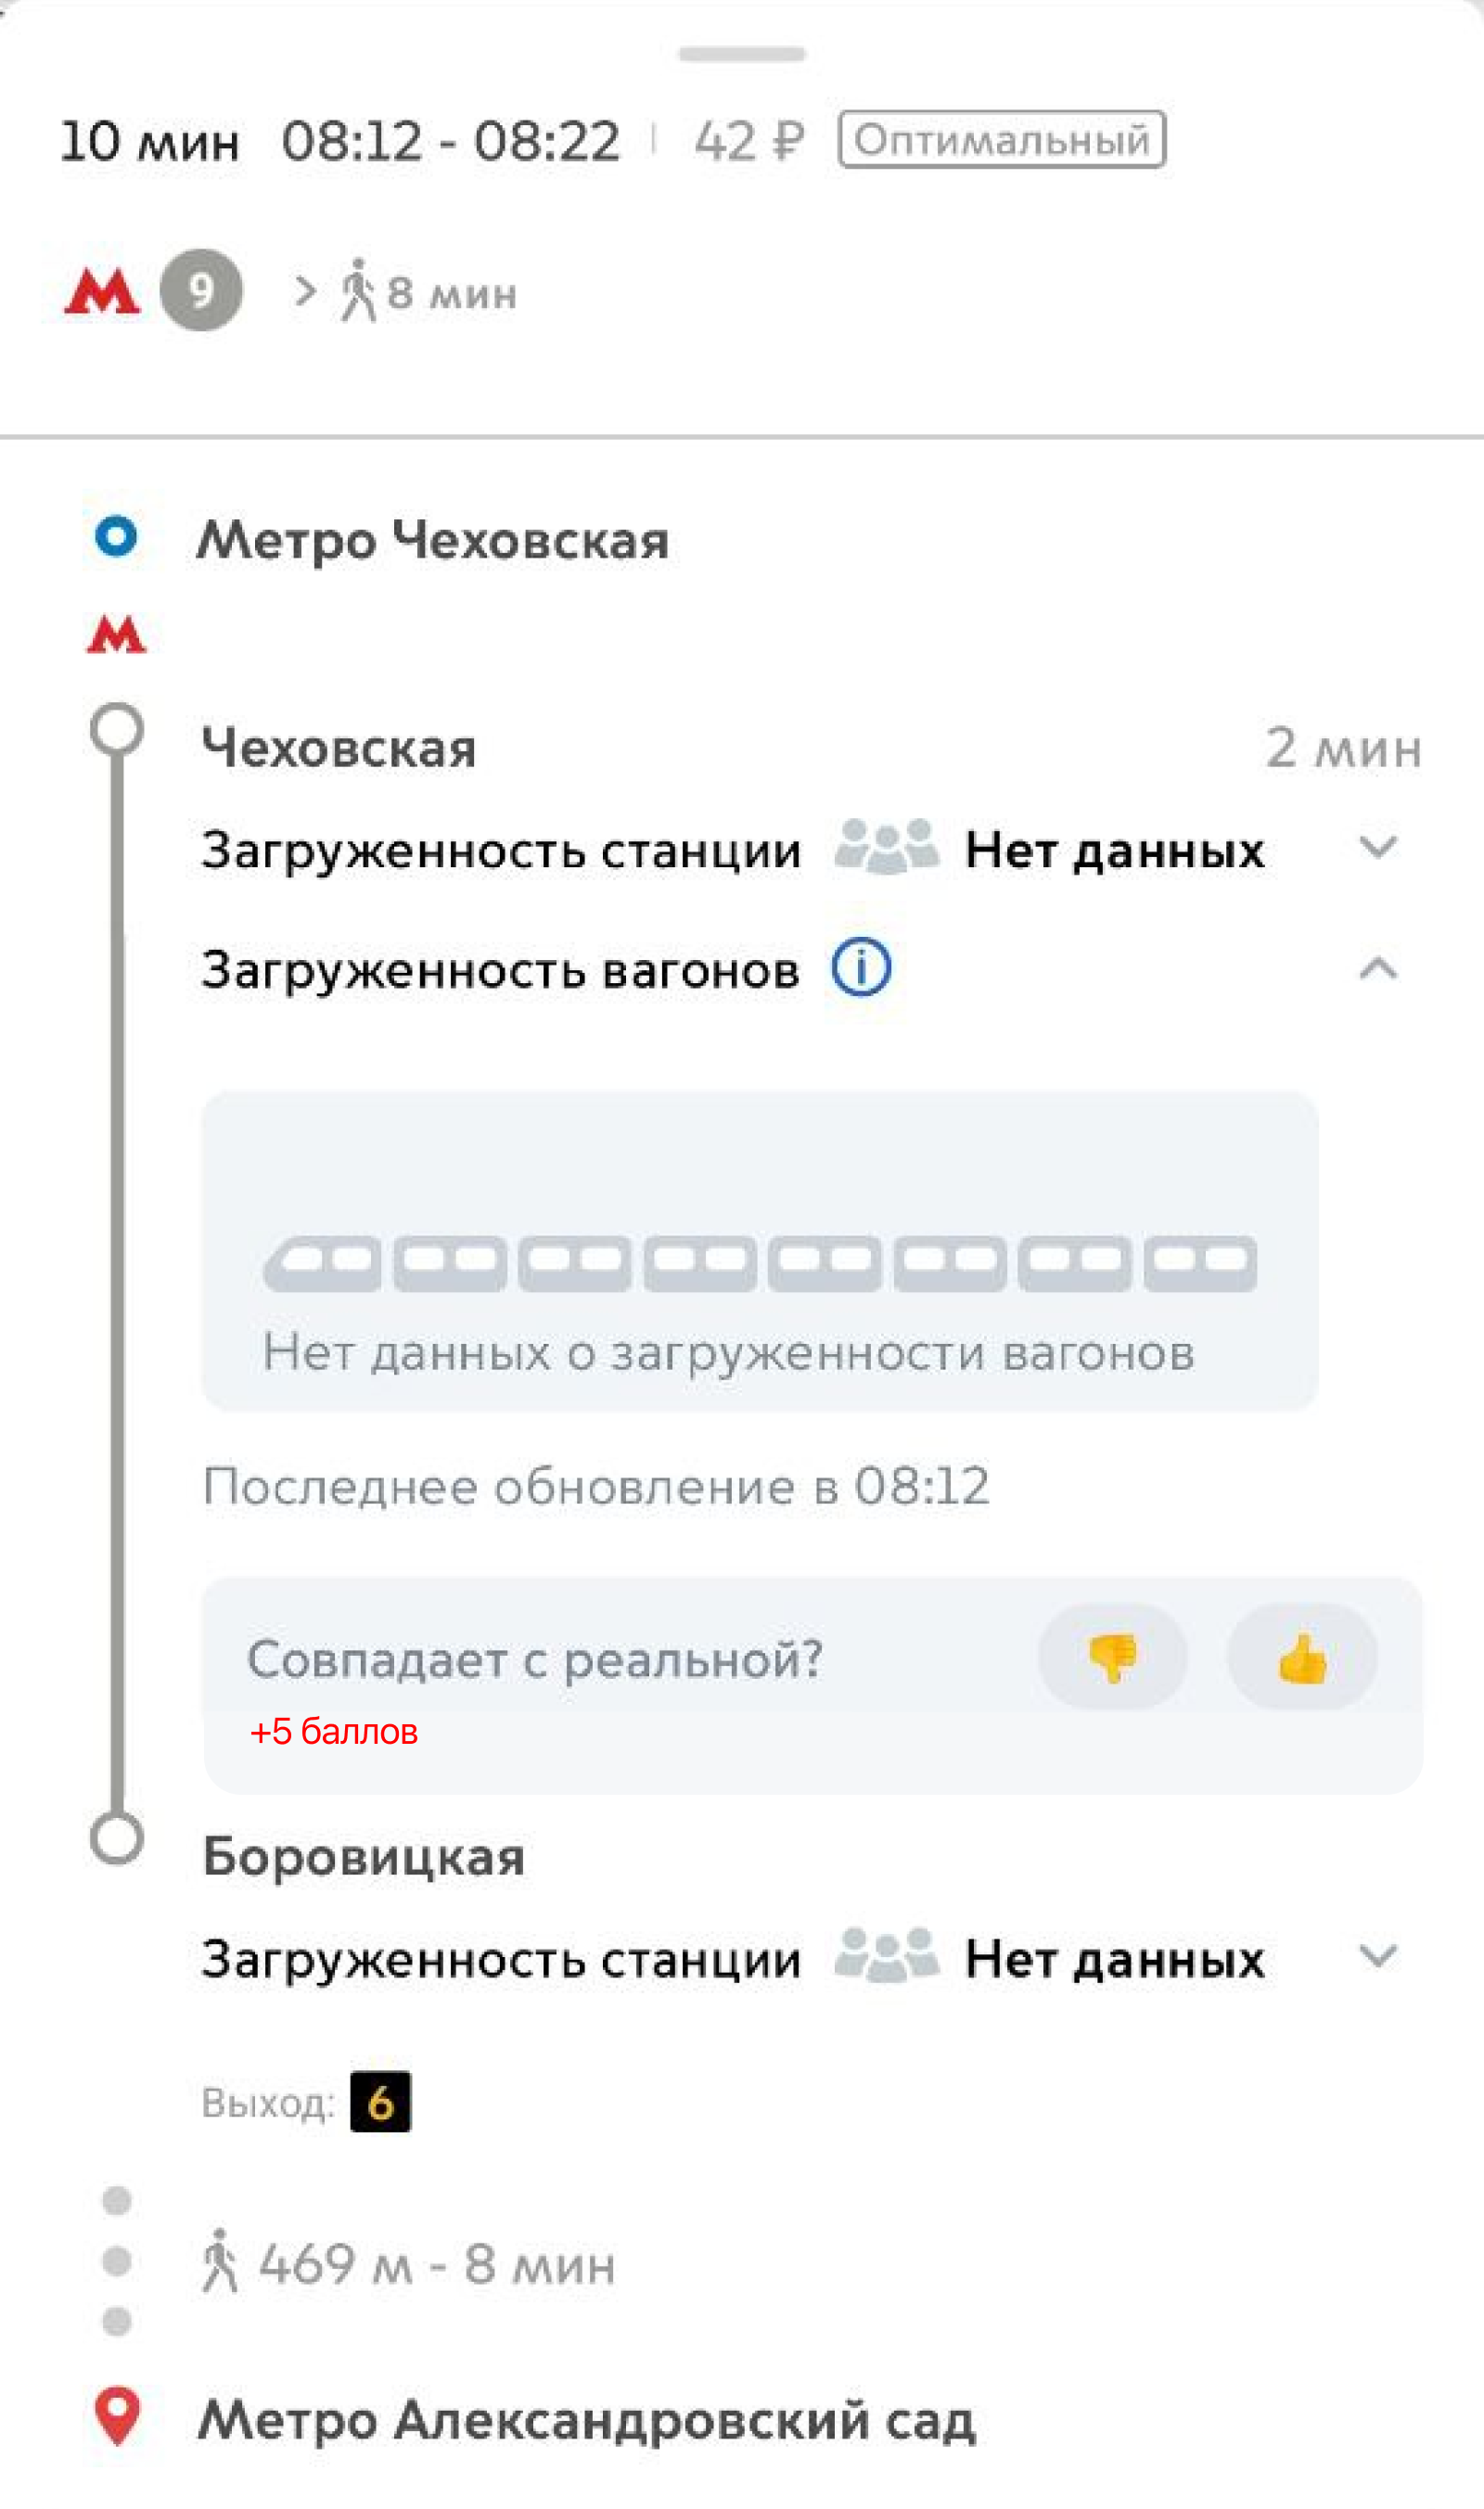 10 мин 08:12 - 08:22 42 ₽ Оптимальный
М 9 > 8 мин
Метро Чеховская
М
Чеховская 2 мин
Загруженность станции Нет данных
Загруженность вагонов i
Нет данных о загруженности вагонов
Последнее обновление в 08:12
Совпадает с реальной? 👎 👍
+5 баллов
Боровицкая
Загруженность станции Нет данных
Выход: 6
469 м - 8 мин
Метро Александровский сад